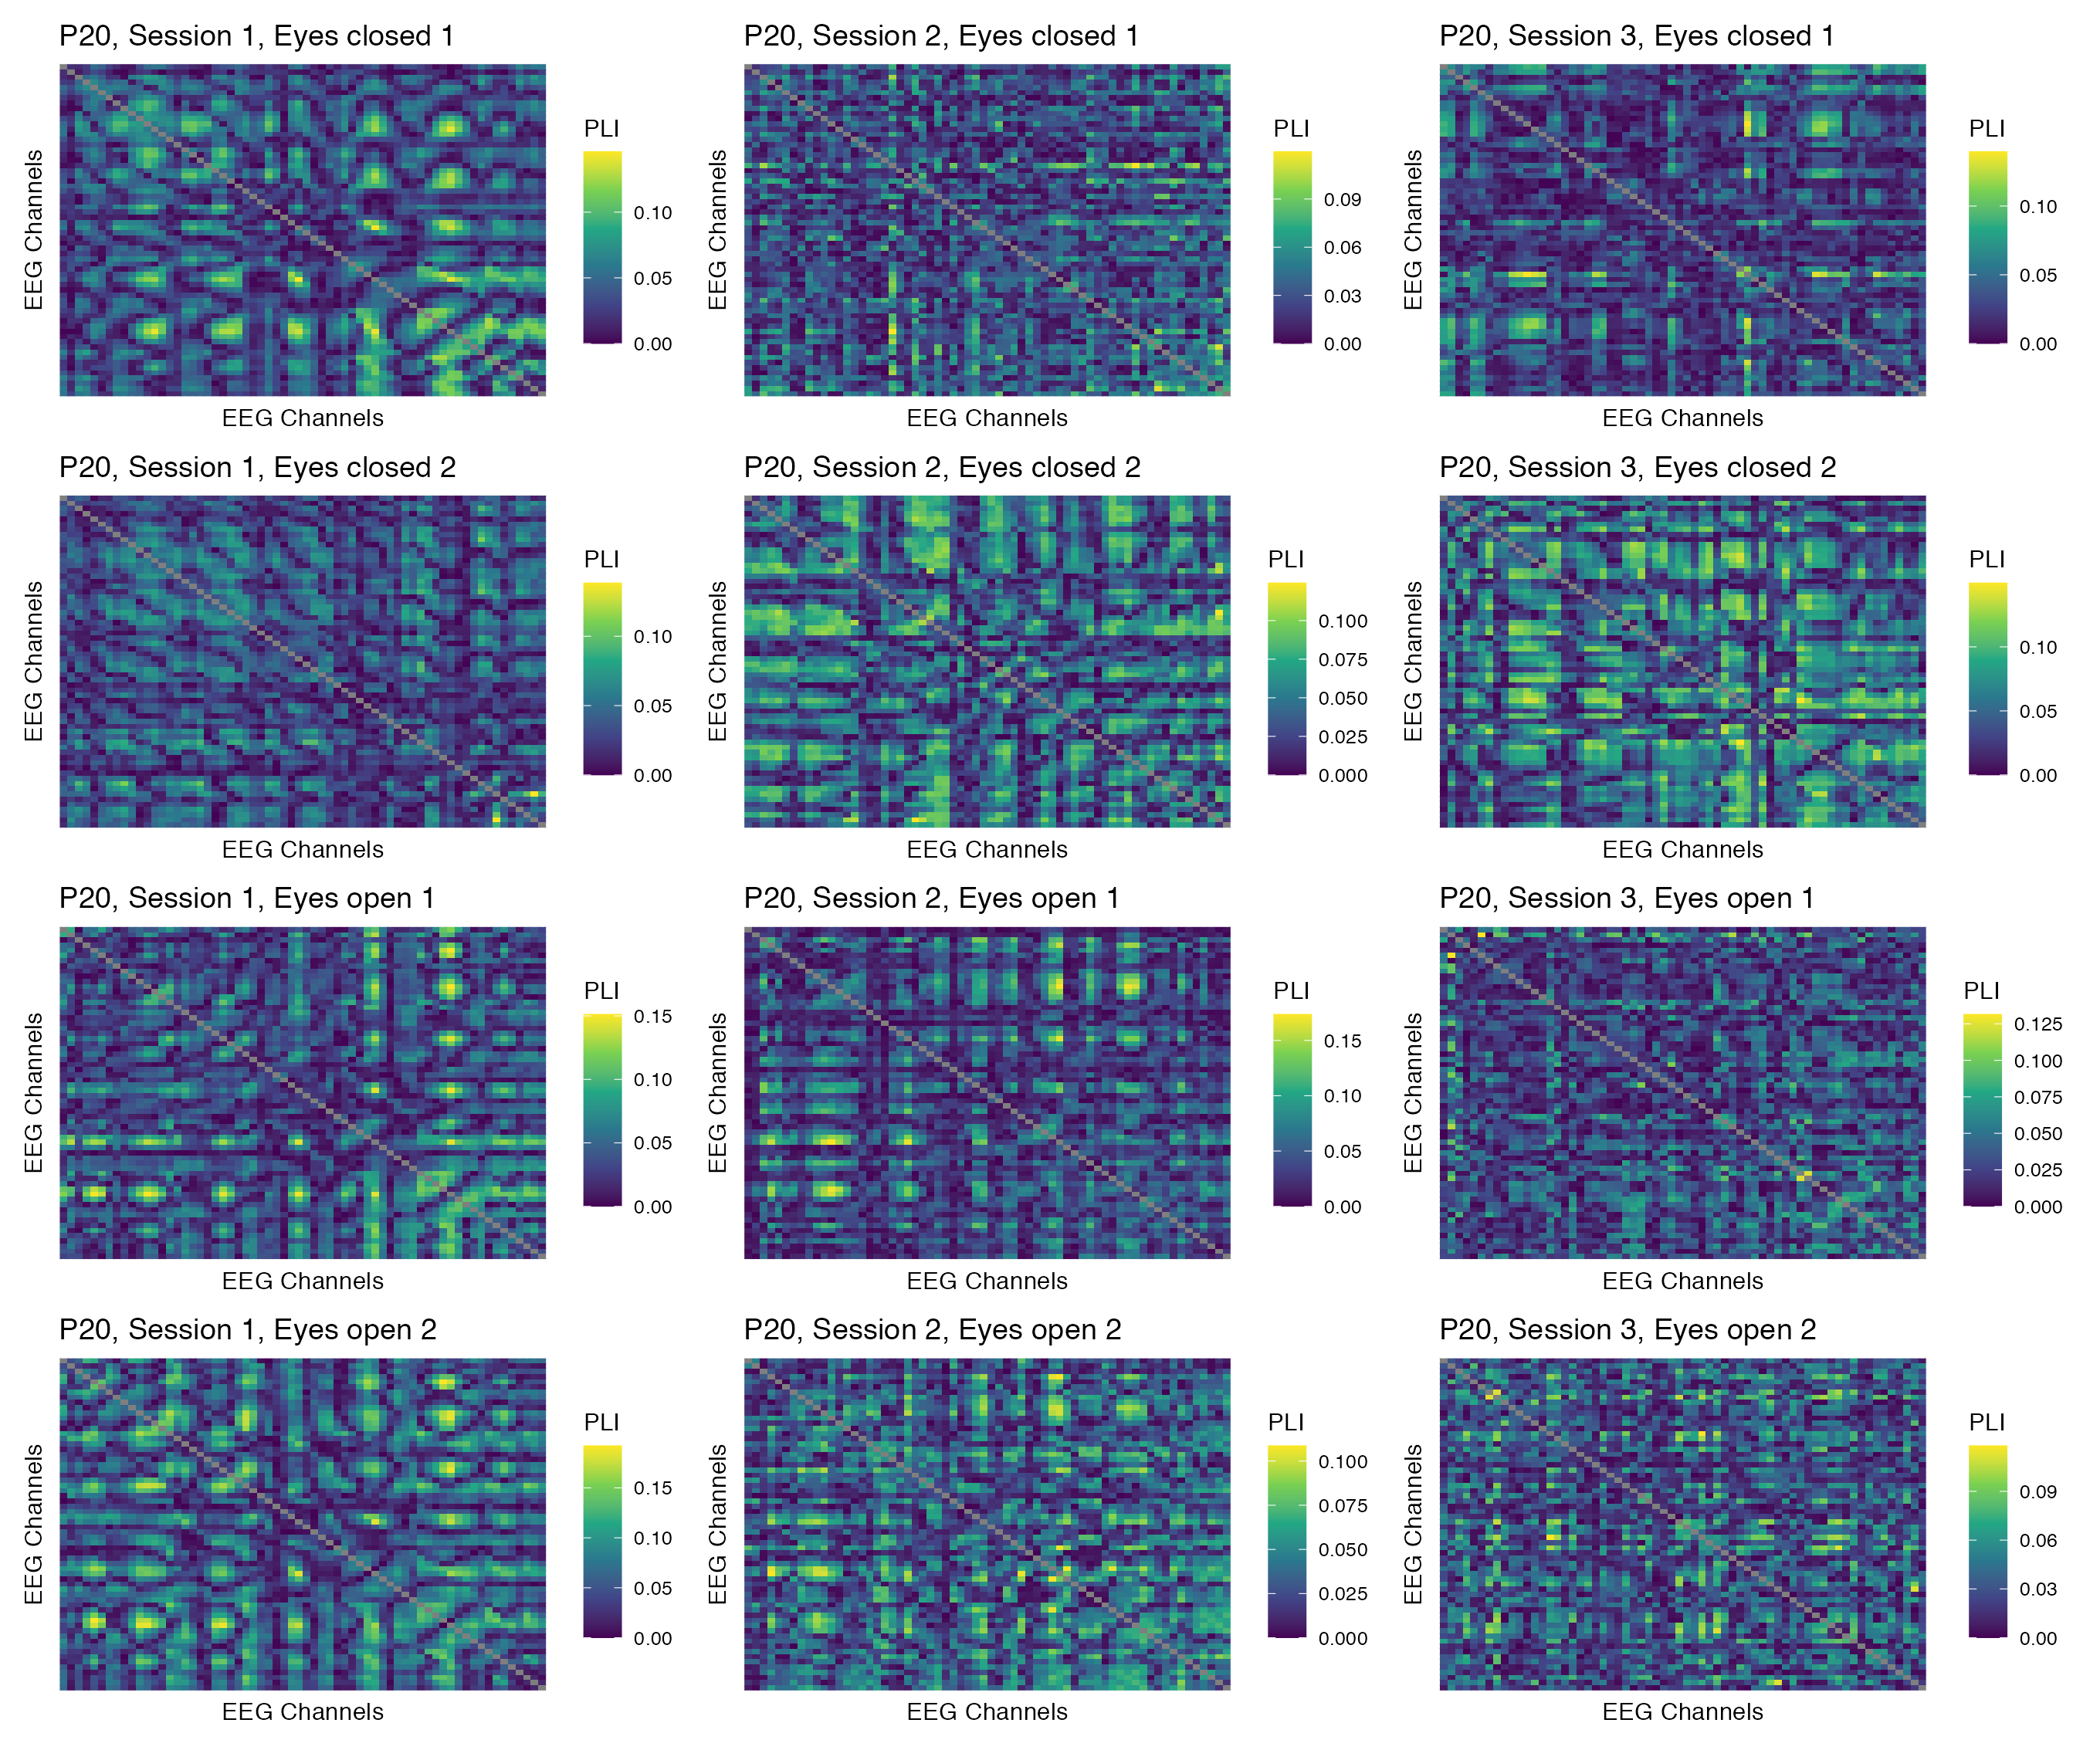 P20, Session 1, Eyes closed 1
EEG Channels
EEG Channels
PLI
0.10
0.05
0.00
P20, Session 2, Eyes closed 1
EEG Channels
EEG Channels
PLI
0.09
0.06
0.03
0.00
P20, Session 3, Eyes closed 1
EEG Channels
EEG Channels
PLI
0.10
0.05
0.00
P20, Session 1, Eyes closed 2
EEG Channels
EEG Channels
PLI
0.10
0.05
0.00
P20, Session 2, Eyes closed 2
EEG Channels
EEG Channels
PLI
0.100
0.075
0.050
0.025
0.000
P20, Session 3, Eyes closed 2
EEG Channels
EEG Channels
PLI
0.10
0.05
0.00
P20, Session 1, Eyes open 1
EEG Channels
EEG Channels
PLI
0.15
0.10
0.05
0.00
P20, Session 2, Eyes open 1
EEG Channels
EEG Channels
PLI
0.15
0.10
0.05
0.00
P20, Session 3, Eyes open 1
EEG Channels
EEG Channels
PLI
0.125
0.100
0.075
0.050
0.025
0.000
P20, Session 1, Eyes open 2
EEG Channels
EEG Channels
PLI
0.15
0.10
0.05
0.00
P20, Session 2, Eyes open 2
EEG Channels
EEG Channels
PLI
0.100
0.075
0.050
0.025
0.000
P20, Session 3, Eyes open 2
EEG Channels
EEG Channels
PLI
0.09
0.06
0.03
0.00